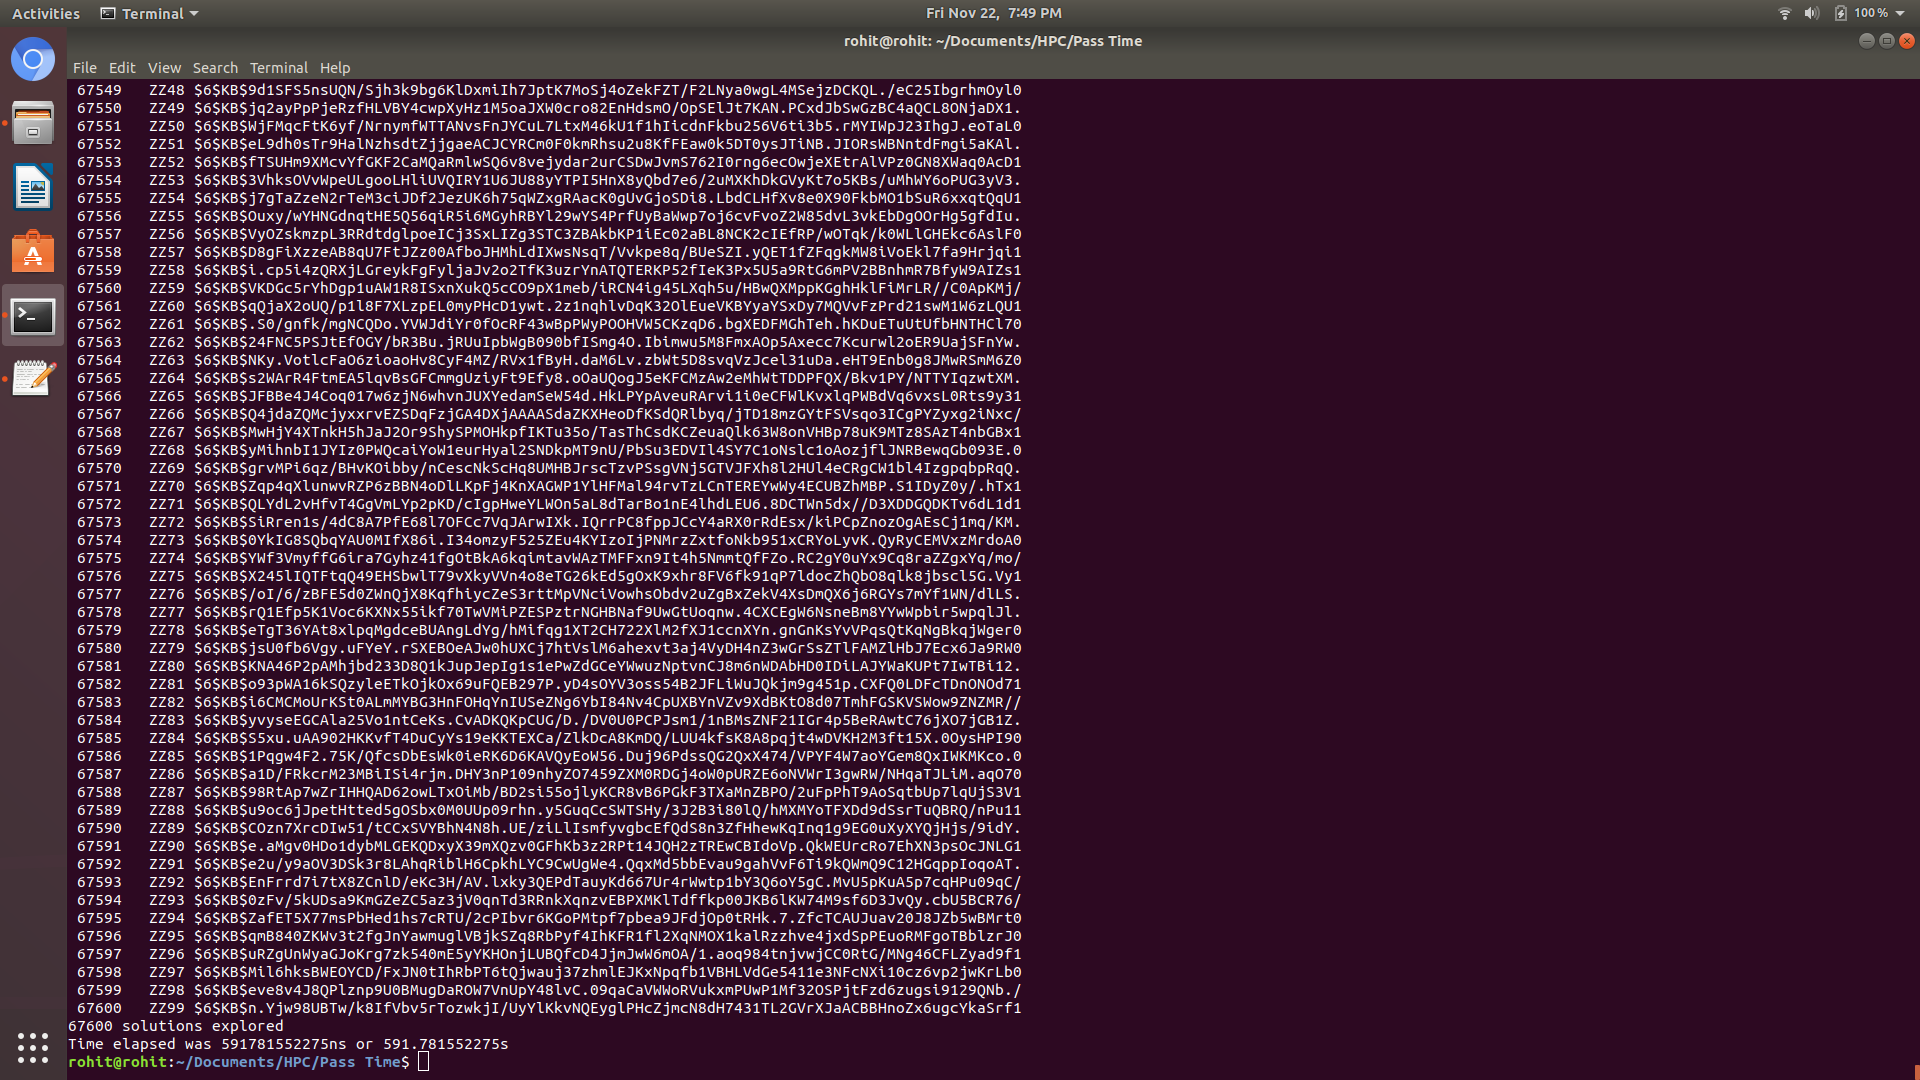 Activities Terminal Fri Nov 22, 7:49 PM 100%
rohit@rohit: ~/Documents/HPC/Pass Time
File Edit View Search Terminal Help
67549 ZZ48 $6$KB$9d1SFS5nsUQN/Sjh3k9bg6KlDxmiIh7JptK7MoSj4oZekFZT/F2LNya0wgL4MSejzDCKQL./eC25IbgrhmOyl0
67550 ZZ49 $6$KB$jq2ayPpPjeRzfHLVBY4cwpXyHz1M5oaJXW0cro82EnHdsmO/OpSElJt7KAN.PCxdJbSwGzBC4aQCL8ONjaDX1.
67551 ZZ50 $6$KB$WjFMqcFtK6yf/NrnymfWTTANvsFnJYCuL7LtxM46kU1f1hIicdnFkbu256V6ti3b5.rMYIWpJ23IhgJ.eoTaL0
67552 ZZ51 $6$KB$eL9dh0sTr9HalNzhsdtZjjgaeACJCYRCm0F0kmRhsu2u8KfFEaw0k5DT0ysJTiNB.JIORsWBNntdFmgi5aKAl.
67553 ZZ52 $6$KB$fTSUHm9XMcvYfGKF2CaMQaRmlwSQ6v8vejydar2urCSDwJvmS762I0rng6ecOwjeXEtrAlVPz0GN8XWaq0AcD1
67554 ZZ53 $6$KB$3VhksOVvWpeULgooLHliUVQIRY1U6JU88yYTPI5HnX8yQbd7e6/2uMXKhDkGVyKt7o5KBs/uMhWY6oPUG3yV3.
67555 ZZ54 $6$KB$j7gTaZzeN2rTeM3ciJDf2JezUK6h75qWZxgRAacK0gUvGjoSDi8.LbdCLHfXv8e0X90FkbMO1bSuR6xxqtQqU1
67556 ZZ55 $6$KB$Ouxy/wYHNGdnqtHE5Q56qiR5i6MGyhRBYl29wYS4PrfUyBaWwp7oj6cvFvoZ2W85dvL3vkEbDgOOrHg5gfdIu.
67557 ZZ56 $6$KB$VyOZskmzpL3RRdtdglpoeICj3SxLIZg3STC3ZBAkbKP1iEc02aBL8NCK2cIEfRP/wOTqk/k0WLlGHEkc6AslF0
67558 ZZ57 $6$KB$D8gFiXzzeAB8qU7FtJZz00AfboJHMhLdIXwsNsqT/Vvkpe8q/BUeSZI.yQET1fZFqgkMW8iVoEkl7fa9Hrjqi1
67559 ZZ58 $6$KB$i.cp5i4zQRXjLGreykFgFyljaJv2o2TfK3uzrYnATQTERKP52fIeK3Px5U5a9RtG6mPV2BBnhmR7BfyW9AIZs1
67560 ZZ59 $6$KB$VKDGc5rYhDgp1uAW1R8ISxnXukQ5cCO9pX1meb/iRCN4ig45LXqh5u/HBwQXMppKGghHklFiMrLR//C0ApKMj/
67561 ZZ60 $6$KB$qQjaX2oUQ/p1l8F7XLzpEL0myPHcD1ywt.2z1nqhlvDqK32OlEueVKBYyaYSxDy7MQVvFzPrd21swM1W6zLQU1
67562 ZZ61 $6$KB$.S0/gnfk/mgNCQDo.YVWJdiYr0fOcRF43wBpPWyPOOHVW5CKzqD6.bgXEDFMGhTeh.hKDuETuUtUfbHNTHCl70
67563 ZZ62 $6$KB$24FNC5PSJtEfOGY/bR3Bu.jRUuIpbWgB090bfISmg4O.Ibimwu5M8FmxAOp5Axecc7Kcurwl2oER9UajSFnYw.
67564 ZZ63 $6$KB$NKy.VotlcFaO6zioaoHv8CyF4MZ/RVx1fByH.daM6Lv.zbWt5D8svqVzJcel31uDa.eHT9Enb0g8JMwRSmM6Z0
67565 ZZ64 $6$KB$s2WArR4FtmEA5lqvBsGFCmmgUziyFt9Efy8.oOaUQogJ5eKFCMzAw2eMhWtTDDPFQX/Bkv1PY/NTTYIqzwtXM.
67566 ZZ65 $6$KB$JFBBe4J4Coq017w6zjN6whvnJUXYedamSeW54d.HkLPYpAveuRArvi1i0eCFWlKvxlqPWBdVq6vxsL0Rts9y31
67567 ZZ66 $6$KB$Q4jdaZQMcjyxxrvEZSDqFzjGA4DXjAAAASdaZKXHeoDfKSdQRlbyq/jTD18mzGYtFSVsqo3ICgPYZyxg2iNxc/
67568 ZZ67 $6$KB$MwHjY4XTnkH5hJaJ2Or9ShySPMOHkpfIKTu35o/TasThCsdKCZeuaQlk63W8onVHBp78uK9MTz8SAzT4nbGBx1
67569 ZZ68 $6$KB$yMihnbI1JYIz0PWQcaiYoW1eurHyal2SNDkpMT9nU/PbSu3EDVIl4SY7C1oNslc1oAozjflJNRBewqGb093E.0
67570 ZZ69 $6$KB$grvMPi6qz/BHvKOibby/nCescNkScHq8UMHBJrscTzvPSsgVNj5GTVJFXh8l2HUl4eCRgCW1bl4IzgpqbpRqQ.
67571 ZZ70 $6$KB$Zqp4qXlunwvRZP6zBBN4oDlLKpFj4KnXAGWP1YlHFMal94rvTzLCnTEREYwWy4ECUBZhMBP.S1IDyZ0y/.hTx1
67572 ZZ71 $6$KB$QLYdL2vHfvT4GgVmLYp2pKD/cIgpHweYLWOn5aL8dTarBo1nE4lhdLEU6.8DCTWn5dx//D3XDDGQDKTv6dL1d1
67573 ZZ72 $6$KB$SiRren1s/4dC8A7PfE68l7OFCc7VqJArwIXk.IQrrPC8fppJCcY4aRX0rRdEsx/kiPCpZnozOgAEsCj1mq/KM.
67574 ZZ73 $6$KB$0YkIG8SQbqYAU0MIfX86i.I34omzyF525ZEu4KYIzoIjPNMrzZxtfoNkb951xCRYoLyvK.QyRyCEMVxzMrdoA0
67575 ZZ74 $6$KB$YWf3VmyffG6ira7Gyhz41fgOtBkA6kqimtavWAzTMFFxn9It4h5NmmtQfFZo.RC2gY0uYx9Cq8raZZgxYq/mo/
67576 ZZ75 $6$KB$X245lIQTFtqQ49EHSbwlT79vXkyVVn4o8eTG26kEd5gOxK9xhr8FV6fk91qP7ldocZhQbO8qlk8jbscl5G.Vy1
67577 ZZ76 $6$KB$/oI/6/zBFE5d0ZWnQjX8KqfhiyczZeS3rttMpVNciVowhsObdv2uZgBxZekV4XsDmQX6j6RGYs7mYf1WN/dlLS.
67578 ZZ77 $6$KB$rQ1Efp5K1Voc6KXNx55ikf70TwVMiPZESPztrNGHBNaf9UwGtUoqnw.4CXCEgW6NsneBm8YYwWpbir5wpqlJl.
67579 ZZ78 $6$KB$eTgT36YAt8xlpqMgdceBUAngLdYg/hMifqg1XT2CH722XlM2fXJ1ccnXYn.gnGnKsYvVPqsQtKqNgBkqjWger0
67580 ZZ79 $6$KB$jsU0fb6Vgy.uFYeY.rSXEBOeAJw0hUXCj7htVslM6ahexvt3aj4VyDH4nZ3wGrSsZTlFAMZlHbJ7Ecx6Ja9RW0
67581 ZZ80 $6$KB$KNA46P2pAMhjbd233D8Q1kJupJepIg1s1ePwZdGCeYWwuzNptvnCJ8m6nWDAbHD0IDiLAJYWaKUPt7IwTBi12.
67582 ZZ81 $6$KB$o93pWA16kSQzyleETkOjkOx69uFQEB297P.yD4sOYV3oss54B2JFLiWuJQkjm9g451p.CXFQ0LDFcTDnONOd71
67583 ZZ82 $6$KB$i6CMCMoUrKSt0ALmMYBG3HnFOHqYnIUSeZNg6YbI84Nv4CpUXBYnVZv9XdBKtO8d07TmhFGSKVSWow9ZNZMR//
67584 ZZ83 $6$KB$yvyseEGCAla25Vo1ntCeKs.CvADKQKpCUG/D./DV0U0PCPJsm1/1nBMsZNF21IGr4p5BeRAwtC76jXO7jGB1Z.
67585 ZZ84 $6$KB$S5xu.uAA902HKKvfT4DuCyYs19eKKTEXCa/ZlkDcA8KmDQ/LUU4kfsK8A8pqjt4wDVKH2M3ft15X.0OysHPI90
67586 ZZ85 $6$KB$1Pqgw4F2.75K/QfcsDbEsWk0ieRK6D6KAVQyEoW56.Duj96PdssQG2QxX474/VPYF4W7aoYGem8QxIWKMKco.0
67587 ZZ86 $6$KB$a1D/FRkcrM23MBiISi4rjm.DHY3nP109nhyZO7459ZXM0RDGj4oW0pURZE6oNVWrI3gwRW/NHqaTJLiM.aqO70
67588 ZZ87 $6$KB$98RtAp7wZrIHHQAD62owLTxOiMb/BD2si55ojlyKCR8vB6PGkF3TXaMnZBPO/2uFpPhT9AoSqtbUp7lqUjS3V1
67589 ZZ88 $6$KB$u9oc6jJpetHtted5gOSbx0M0UUp09rhn.y5GuqCcSWTSHy/3J2B3i80lQ/hMXMYoTFXDd9dSsrTuQBRQ/nPu11
67590 ZZ89 $6$KB$COzn7XrcDIw51/tCCxSVYBhN4N8h.UE/ziLlIsmfyvgbcEfQdS8n3ZfHhewKqInq1g9EG0uXyXYQjHjs/9idY.
67591 ZZ90 $6$KB$e.aMgv0HDo1dybMLGEKQDxyX39mXQzv0GFhKb3z2RPt14JQH2zTREwCBIdoVp.QkWEUrcRo7EhXN3psOcJNLG1
67592 ZZ91 $6$KB$e2u/y9aOV3DSk3r8LAhqRiblH6CpkhLYC9CwUgWe4.QqxMd5bbEvau9gahVvF6Ti9kQWmQ9C12HGqppIoqoAT.
67593 ZZ92 $6$KB$EnFrrd7i7tX8ZCnlD/eKc3H/AV.lxky3QEPdTauyKd667Ur4rWwtp1bY3Q6oY5gC.MvU5pKuA5p7cqHPu09qC/
67594 ZZ93 $6$KB$0zFv/5kUDsa9KmGZeZC5az3jV0qnTd3RRnkXqnzvEBPXMKlTdffkp00JKB6lKW74M9sf6D3JvQy.cbU5BCR76/
67595 ZZ94 $6$KB$ZafET5X77msPbHed1hs7cRTU/2cPIbvr6KGoPMtpf7pbea9JFdjOp0tRHk.7.ZfcTCAUJuav20J8JZb5wBMrt0
67596 ZZ95 $6$KB$qmB840ZKWv3t2fgJnYawmuglVBjkSZq8RbPyf4IhKFR1fl2XqNMOX1kalRzzhve4jxdSpPEuoRMFgoTBblzrJ0
67597 ZZ96 $6$KB$uRZgUnWyaGJoKrg7zk540mE5yYKHOnjLUBQfcD4JjmJwW6mOA/1.aoq984tnjvwjCC0RtG/MNg46CFLZyad9f1
67598 ZZ97 $6$KB$Mil6hksBWEOYCD/FxJN0tIhRbPT6tQjwauj37zhmlEJKxNpqfb1VBHLVdGe5411e3NFcNXi10cz6vp2jwKrLb0
67599 ZZ98 $6$KB$eve8v4J8QPlznp9U0BMugDaROW7VnUpY48lvC.09qaCaVWWoRVukxmPUwP1Mf32OSPjtFzd6zugsi9129QNb./
67600 ZZ99 $6$KB$n.Yjw98UBTw/k8IfVbv5rTozwkjI/UyYlKkvNQEyglPHcZjmcN8dH7431TL2GVrXJaACBBHnoZx6ugcYkaSrf1
67600 solutions explored
Time elapsed was 591781552275ns or 591.781552275s
rohit@rohit:~/Documents/HPC/Pass Time$